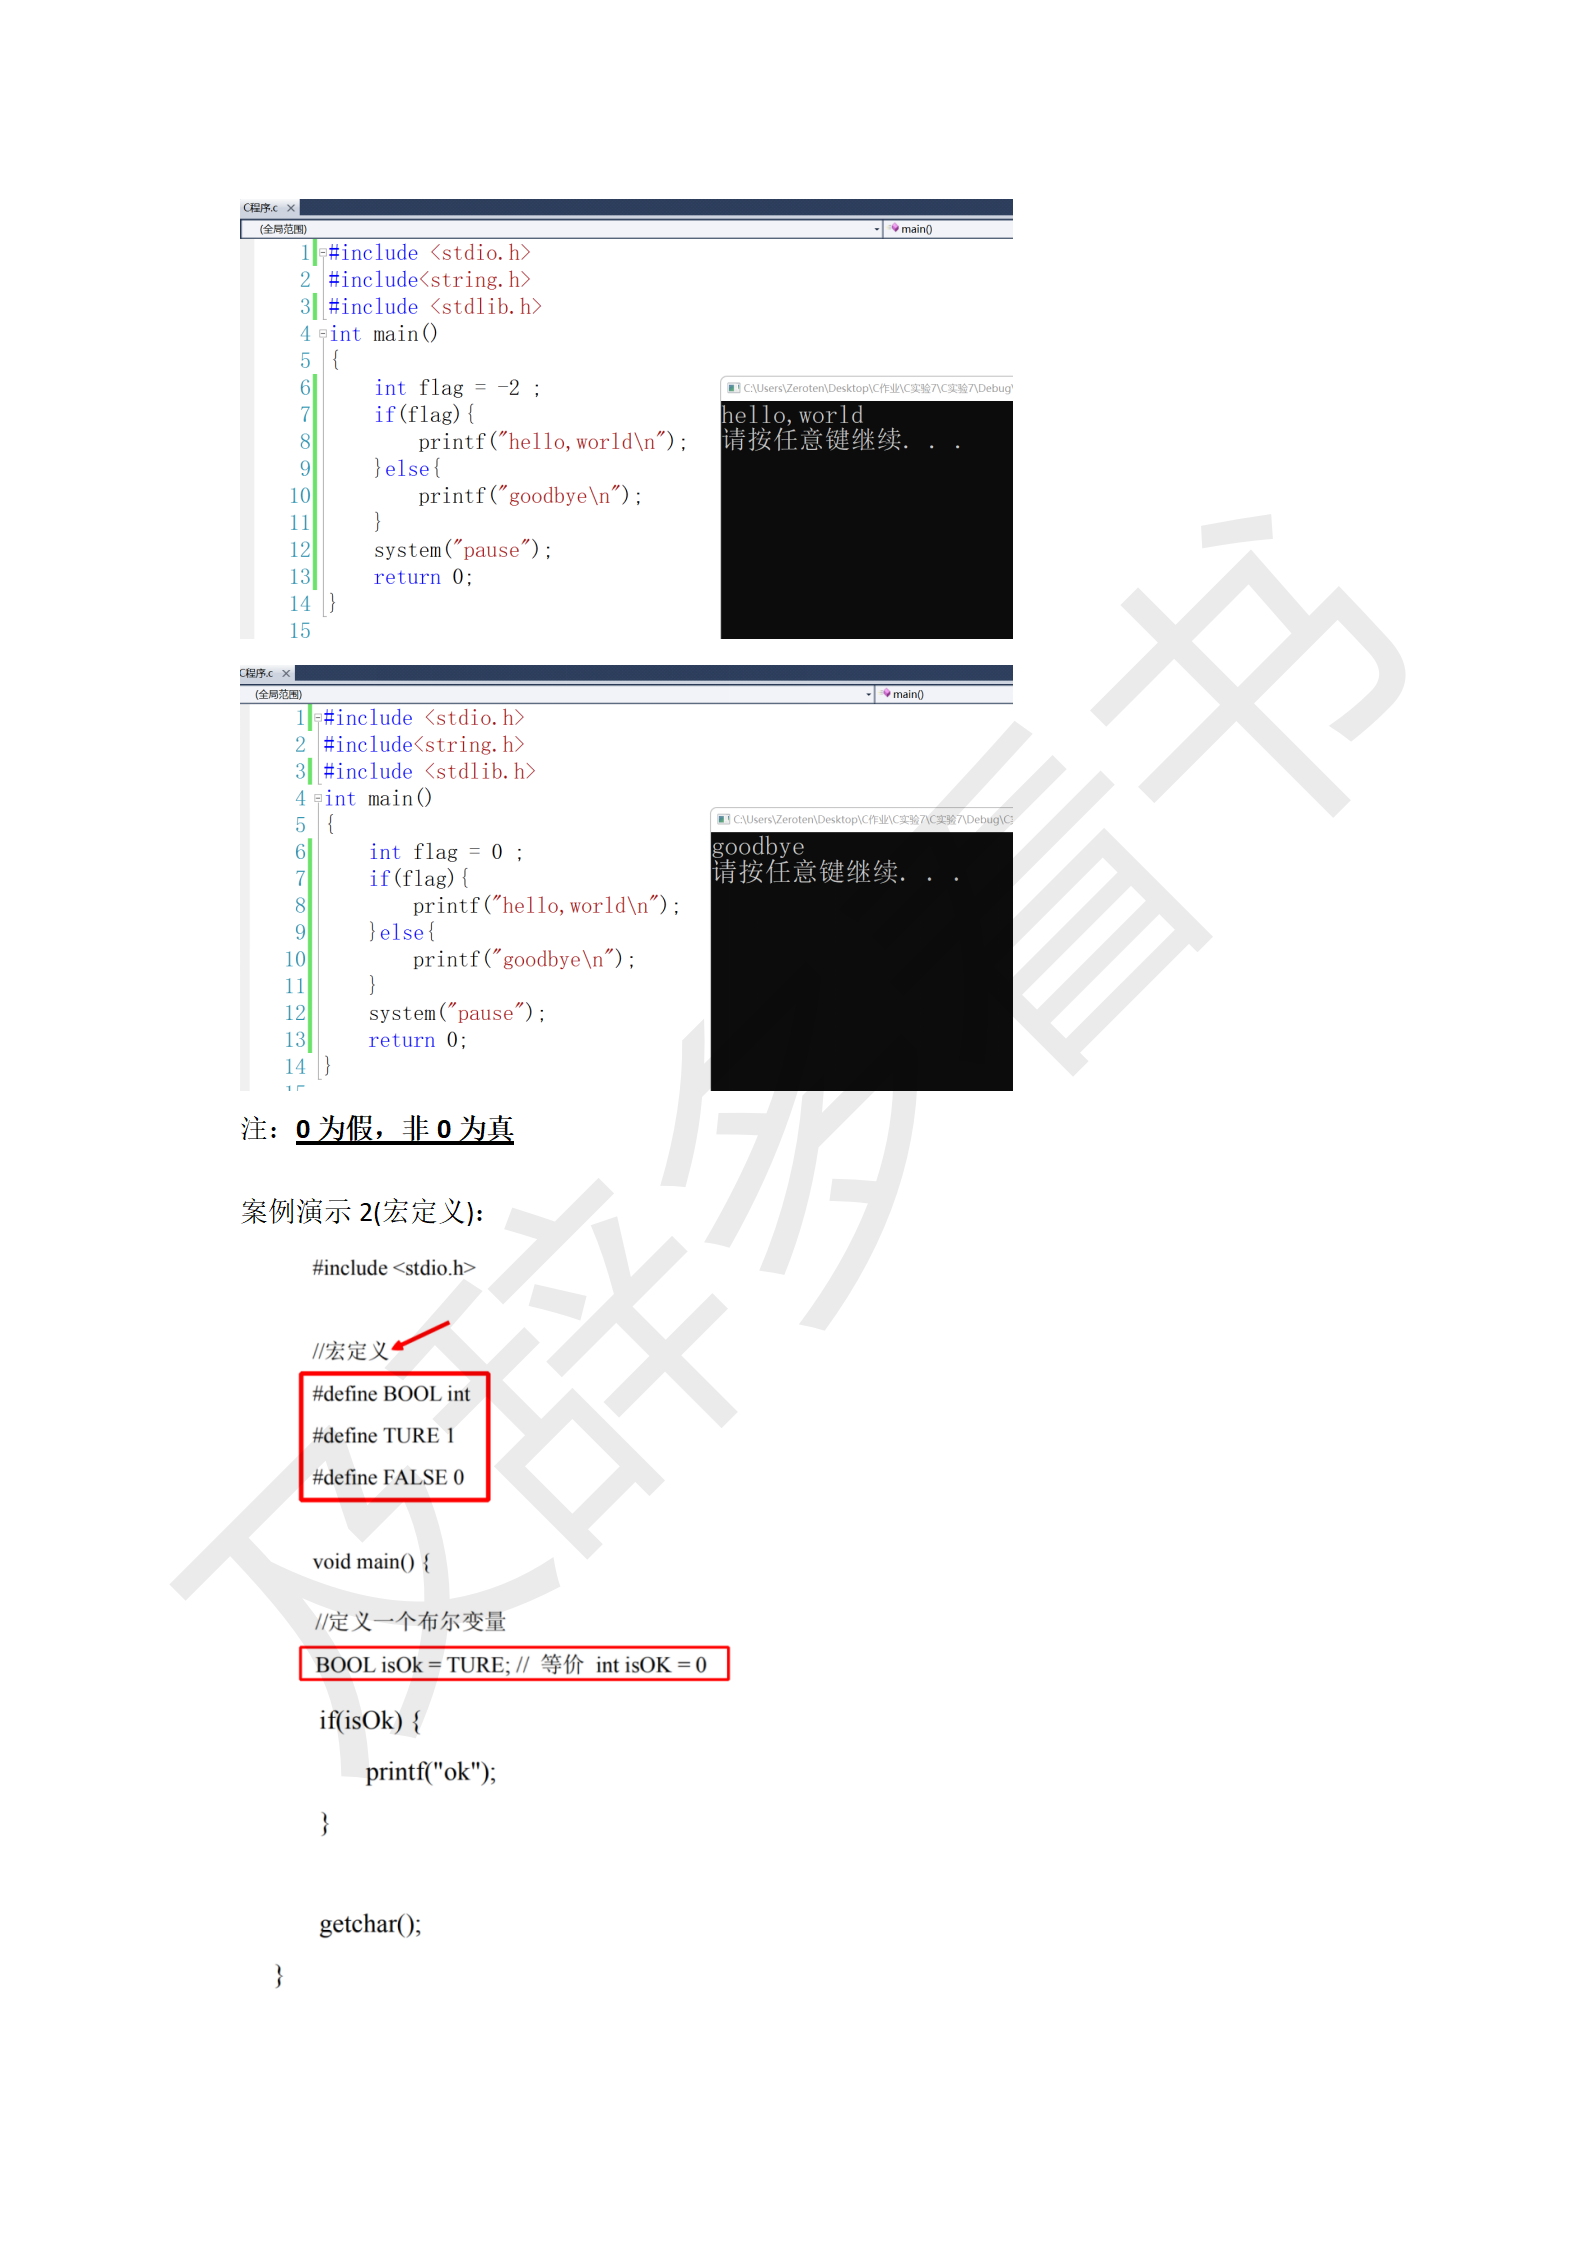 C程序.c ×
(全局范围) main()
1 #include <stdio.h>
2 #include<string.h>
3 #include <stdlib.h>
4 int main()
5 {
6 int flag = -2 ;
7 if(flag){
8 printf("hello,world\n");
9 }else{
10 printf("goodbye\n");
11 }
12 system("pause");
13 return 0;
14 }
15
C:\Users\Zeroten\Desktop\C作业\C实验7\C实验7\Debug\
hello,world
请按任意键继续. . .
C程序.c ×
(全局范围) main()
1 #include <stdio.h>
2 #include<string.h>
3 #include <stdlib.h>
4 int main()
5 {
6 int flag = 0 ;
7 if(flag){
8 printf("hello,world\n");
9 }else{
10 printf("goodbye\n");
11 }
12 system("pause");
13 return 0;
14 }
15
C:\Users\Zeroten\Desktop\C作业\C实验7\C实验7\Debug\C
goodbye
请按任意键继续. . .
注：0 为假，非 0 为真
案例演示 2(宏定义)：
#include <stdio.h>
//宏定义
#define BOOL int
#define TURE 1
#define FALSE 0
void main() {
//定义一个布尔变量
BOOL isOk = TURE; // 等价 int isOK = 0
if(isOk) {
printf("ok");
}
getchar();
}
及辞多看书